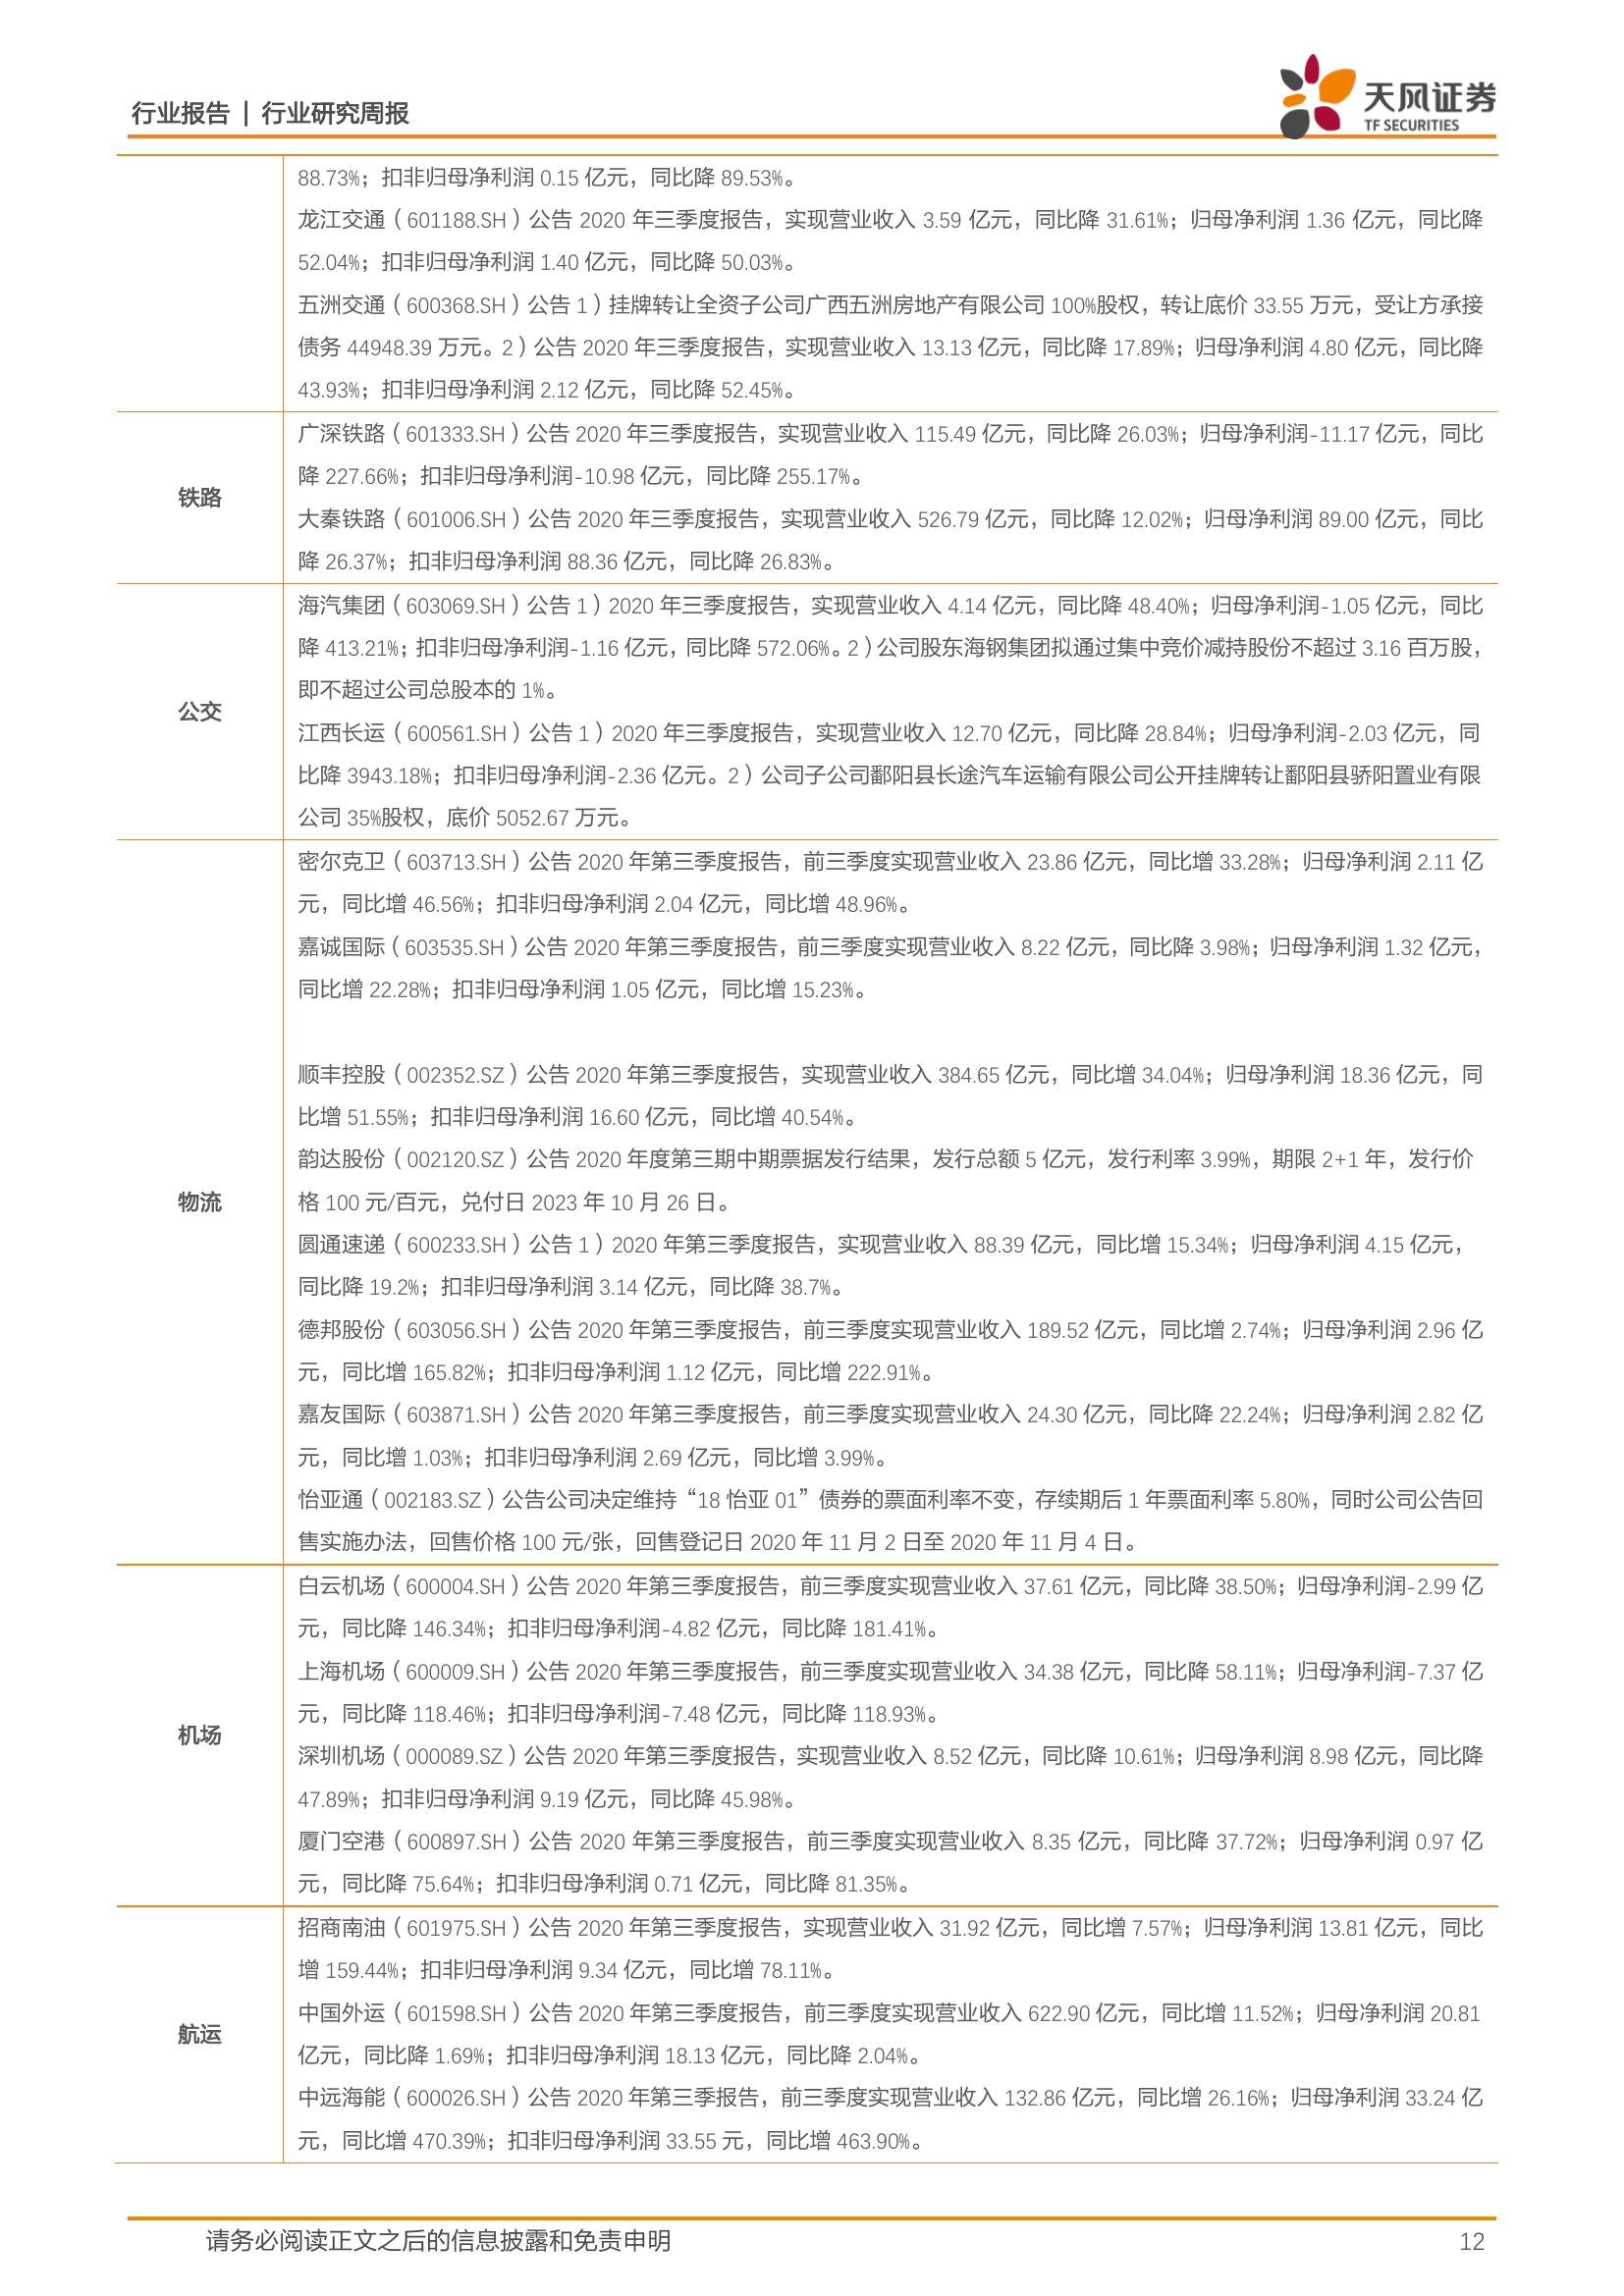 行业报告 | 行业研究周报
天风证券
TF SECURITIES
88.73%；扣非归母净利润 0.15 亿元，同比降 89.53%。
龙江交通（601188.SH）公告 2020 年三季度报告，实现营业收入 3.59 亿元，同比降 31.61%；归母净利润 1.36 亿元，同比降
52.04%；扣非归母净利润 1.40 亿元，同比降 50.03%。
五洲交通（600368.SH）公告 1）挂牌转让全资子公司广西五洲房地产有限公司 100%股权，转让底价 33.55 万元，受让方承接
债务 44948.39 万元。2）公告 2020 年三季度报告，实现营业收入 13.13 亿元，同比降 17.89%；归母净利润 4.80 亿元，同比降
43.93%；扣非归母净利润 2.12 亿元，同比降 52.45%。
铁路
广深铁路（601333.SH）公告 2020 年三季度报告，实现营业收入 115.49 亿元，同比降 26.03%；归母净利润-11.17 亿元，同比
降 227.66%；扣非归母净利润-10.98 亿元，同比降 255.17%。
大秦铁路（601006.SH）公告 2020 年三季度报告，实现营业收入 526.79 亿元，同比降 12.02%；归母净利润 89.00 亿元，同比
降 26.37%；扣非归母净利润 88.36 亿元，同比降 26.83%。
公交
海汽集团（603069.SH）公告 1）2020 年三季度报告，实现营业收入 4.14 亿元，同比降 48.40%；归母净利润-1.05 亿元，同比
降 413.21%；扣非归母净利润-1.16 亿元，同比降 572.06%。2）公司股东海钢集团拟通过集中竞价减持股份不超过 3.16 百万股，
即不超过公司总股本的 1%。
江西长运（600561.SH）公告 1）2020 年三季度报告，实现营业收入 12.70 亿元，同比降 28.84%；归母净利润-2.03 亿元，同
比降 3943.18%；扣非归母净利润-2.36 亿元。2）公司子公司鄱阳县长途汽车运输有限公司公开挂牌转让鄱阳县骄阳置业有限
公司 35%股权，底价 5052.67 万元。
物流
密尔克卫（603713.SH）公告 2020 年第三季度报告，前三季度实现营业收入 23.86 亿元，同比增 33.28%；归母净利润 2.11 亿
元，同比增 46.56%；扣非归母净利润 2.04 亿元，同比增 48.96%。
嘉诚国际（603535.SH）公告 2020 年第三季度报告，前三季度实现营业收入 8.22 亿元，同比降 3.98%；归母净利润 1.32 亿元，
同比增 22.28%；扣非归母净利润 1.05 亿元，同比增 15.23%。
顺丰控股（002352.SZ）公告 2020 年第三季度报告，实现营业收入 384.65 亿元，同比增 34.04%；归母净利润 18.36 亿元，同
比增 51.55%；扣非归母净利润 16.60 亿元，同比增 40.54%。
韵达股份（002120.SZ）公告 2020 年度第三期中期票据发行结果，发行总额 5 亿元，发行利率 3.99%，期限 2+1 年，发行价
格 100 元/百元，兑付日 2023 年 10 月 26 日。
圆通速递（600233.SH）公告 1）2020 年第三季度报告，实现营业收入 88.39 亿元，同比增 15.34%；归母净利润 4.15 亿元，
同比降 19.2%；扣非归母净利润 3.14 亿元，同比降 38.7%。
德邦股份（603056.SH）公告 2020 年第三季度报告，前三季度实现营业收入 189.52 亿元，同比增 2.74%；归母净利润 2.96 亿
元，同比增 165.82%；扣非归母净利润 1.12 亿元，同比增 222.91%。
嘉友国际（603871.SH）公告 2020 年第三季度报告，前三季度实现营业收入 24.30 亿元，同比降 22.24%；归母净利润 2.82 亿
元，同比增 1.03%；扣非归母净利润 2.69 亿元，同比增 3.99%。
怡亚通（002183.SZ）公告公司决定维持“18 怡亚 01”债券的票面利率不变，存续期后 1 年票面利率 5.80%，同时公司公告回
售实施办法，回售价格 100 元/张，回售登记日 2020 年 11 月 2 日至 2020 年 11 月 4 日。
机场
白云机场（600004.SH）公告 2020 年第三季度报告，前三季度实现营业收入 37.61 亿元，同比降 38.50%；归母净利润-2.99 亿
元，同比降 146.34%；扣非归母净利润-4.82 亿元，同比降 181.41%。
上海机场（600009.SH）公告 2020 年第三季度报告，前三季度实现营业收入 34.38 亿元，同比降 58.11%；归母净利润-7.37 亿
元，同比降 118.46%；扣非归母净利润-7.48 亿元，同比降 118.93%。
深圳机场（000089.SZ）公告 2020 年第三季度报告，实现营业收入 8.52 亿元，同比降 10.61%；归母净利润 8.98 亿元，同比降
47.89%；扣非归母净利润 9.19 亿元，同比降 45.98%。
厦门空港（600897.SH）公告 2020 年第三季度报告，前三季度实现营业收入 8.35 亿元，同比降 37.72%；归母净利润 0.97 亿
元，同比降 75.64%；扣非归母净利润 0.71 亿元，同比降 81.35%。
航运
招商南油（601975.SH）公告 2020 年第三季度报告，实现营业收入 31.92 亿元，同比增 7.57%；归母净利润 13.81 亿元，同比
增 159.44%；扣非归母净利润 9.34 亿元，同比增 78.11%。
中国外运（601598.SH）公告 2020 年第三季度报告，前三季度实现营业收入 622.90 亿元，同比增 11.52%；归母净利润 20.81
亿元，同比降 1.69%；扣非归母净利润 18.13 亿元，同比降 2.04%。
中远海能（600026.SH）公告 2020 年第三季报告，前三季度实现营业收入 132.86 亿元，同比增 26.16%；归母净利润 33.24 亿
元，同比增 470.39%；扣非归母净利润 33.55 元，同比增 463.90%。
请务必阅读正文之后的信息披露和免责申明
12